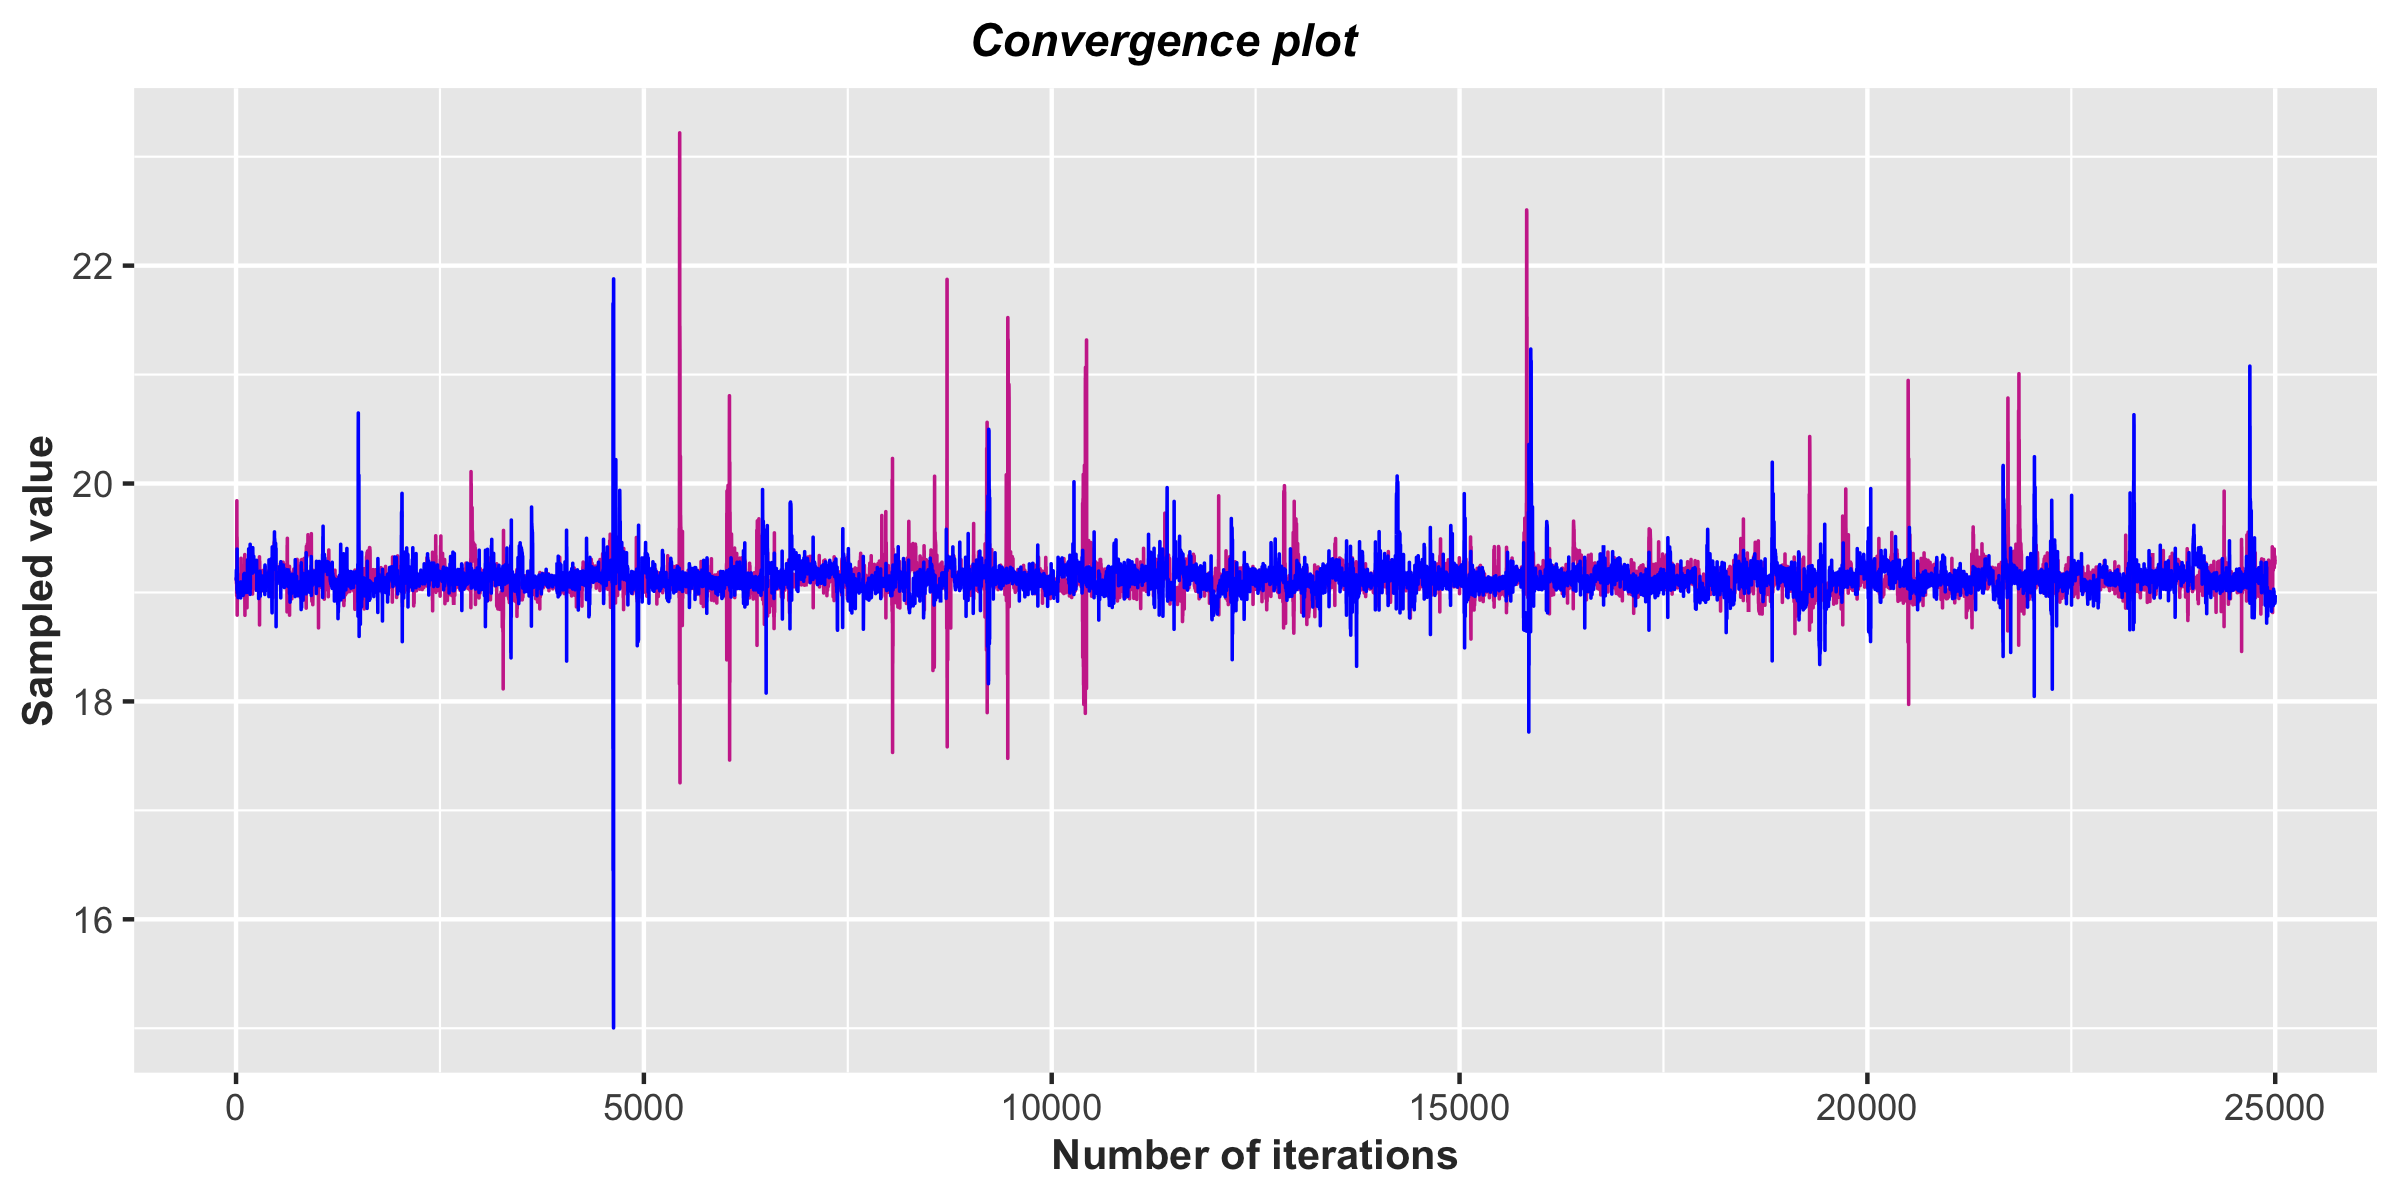 Convergence plot
Sampled value
22
20
18
16
0 5000 10000 15000 20000 25000
Number of iterations